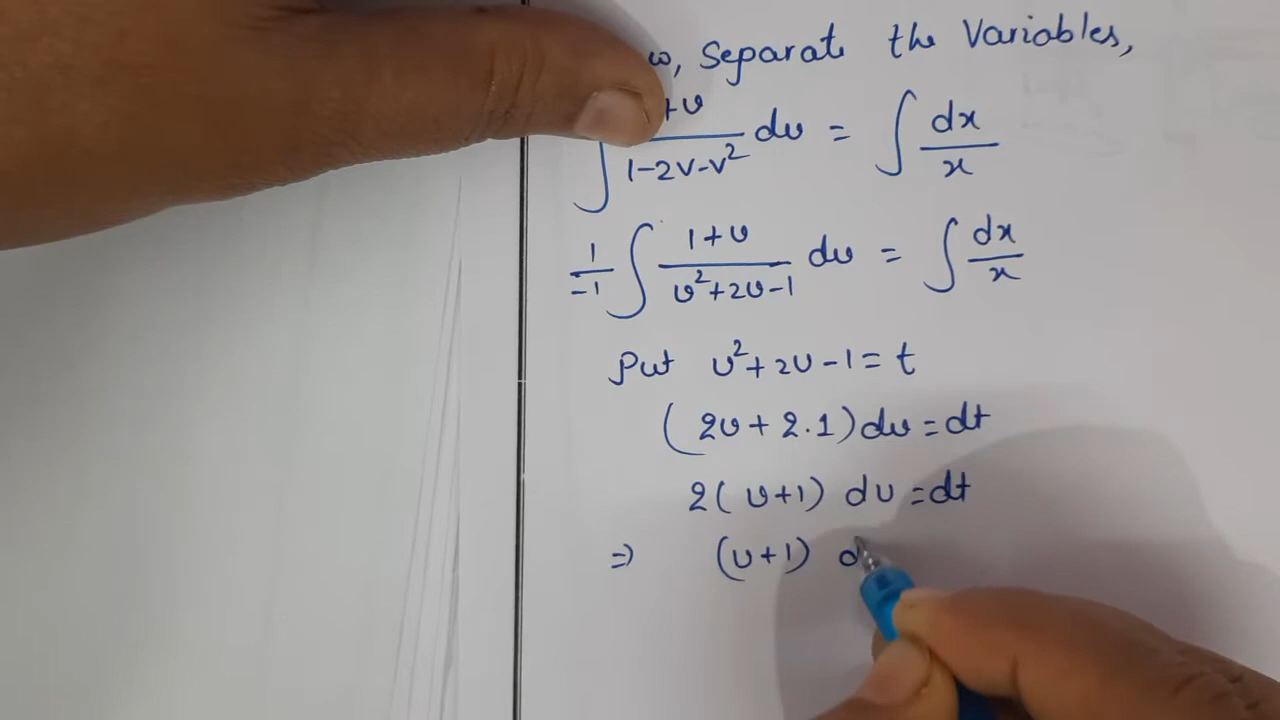 , Separate the Variables,
∫ +v / 1-2v-v² dv = ∫ dx / x
1/-1 ∫ 1+v / v²+2v-1 dv = ∫ dx / x
Put v²+2v-1=t
(2v+2.1)dv=dt
2(v+1) dv=dt
⇒ (v+1) d